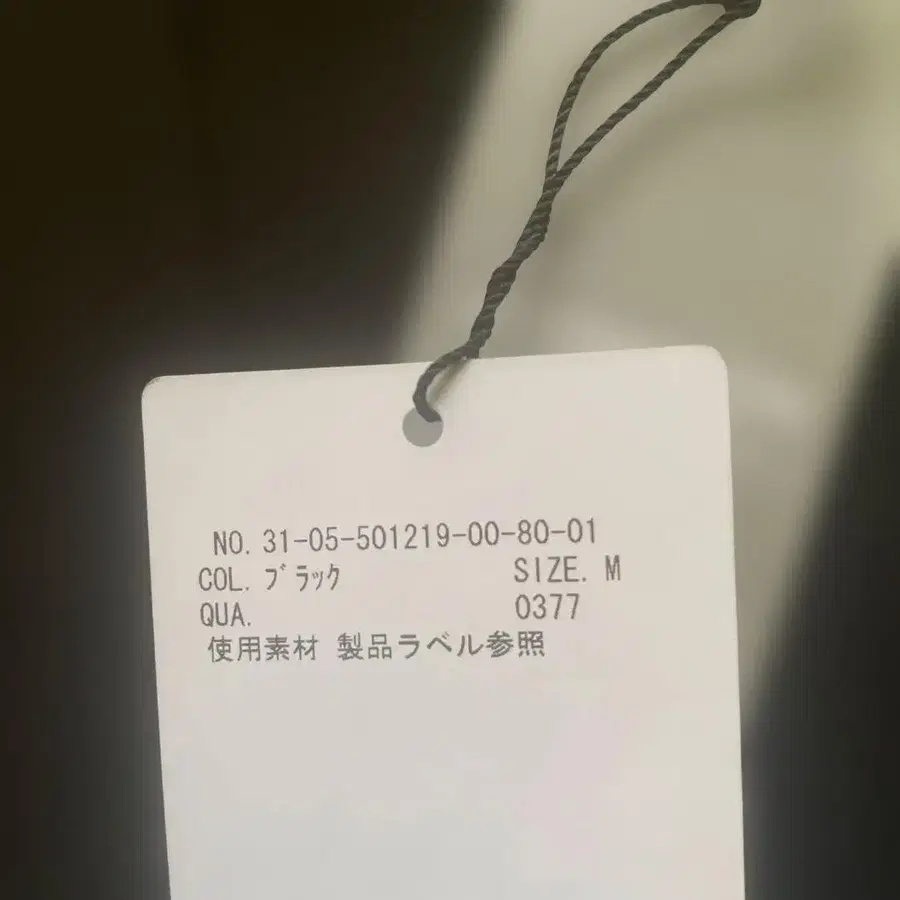 NO. 31-05-501219-00-80-01
COL. ブラック SIZE. M
QUA. 0377
使用素材 製品ラベル参照